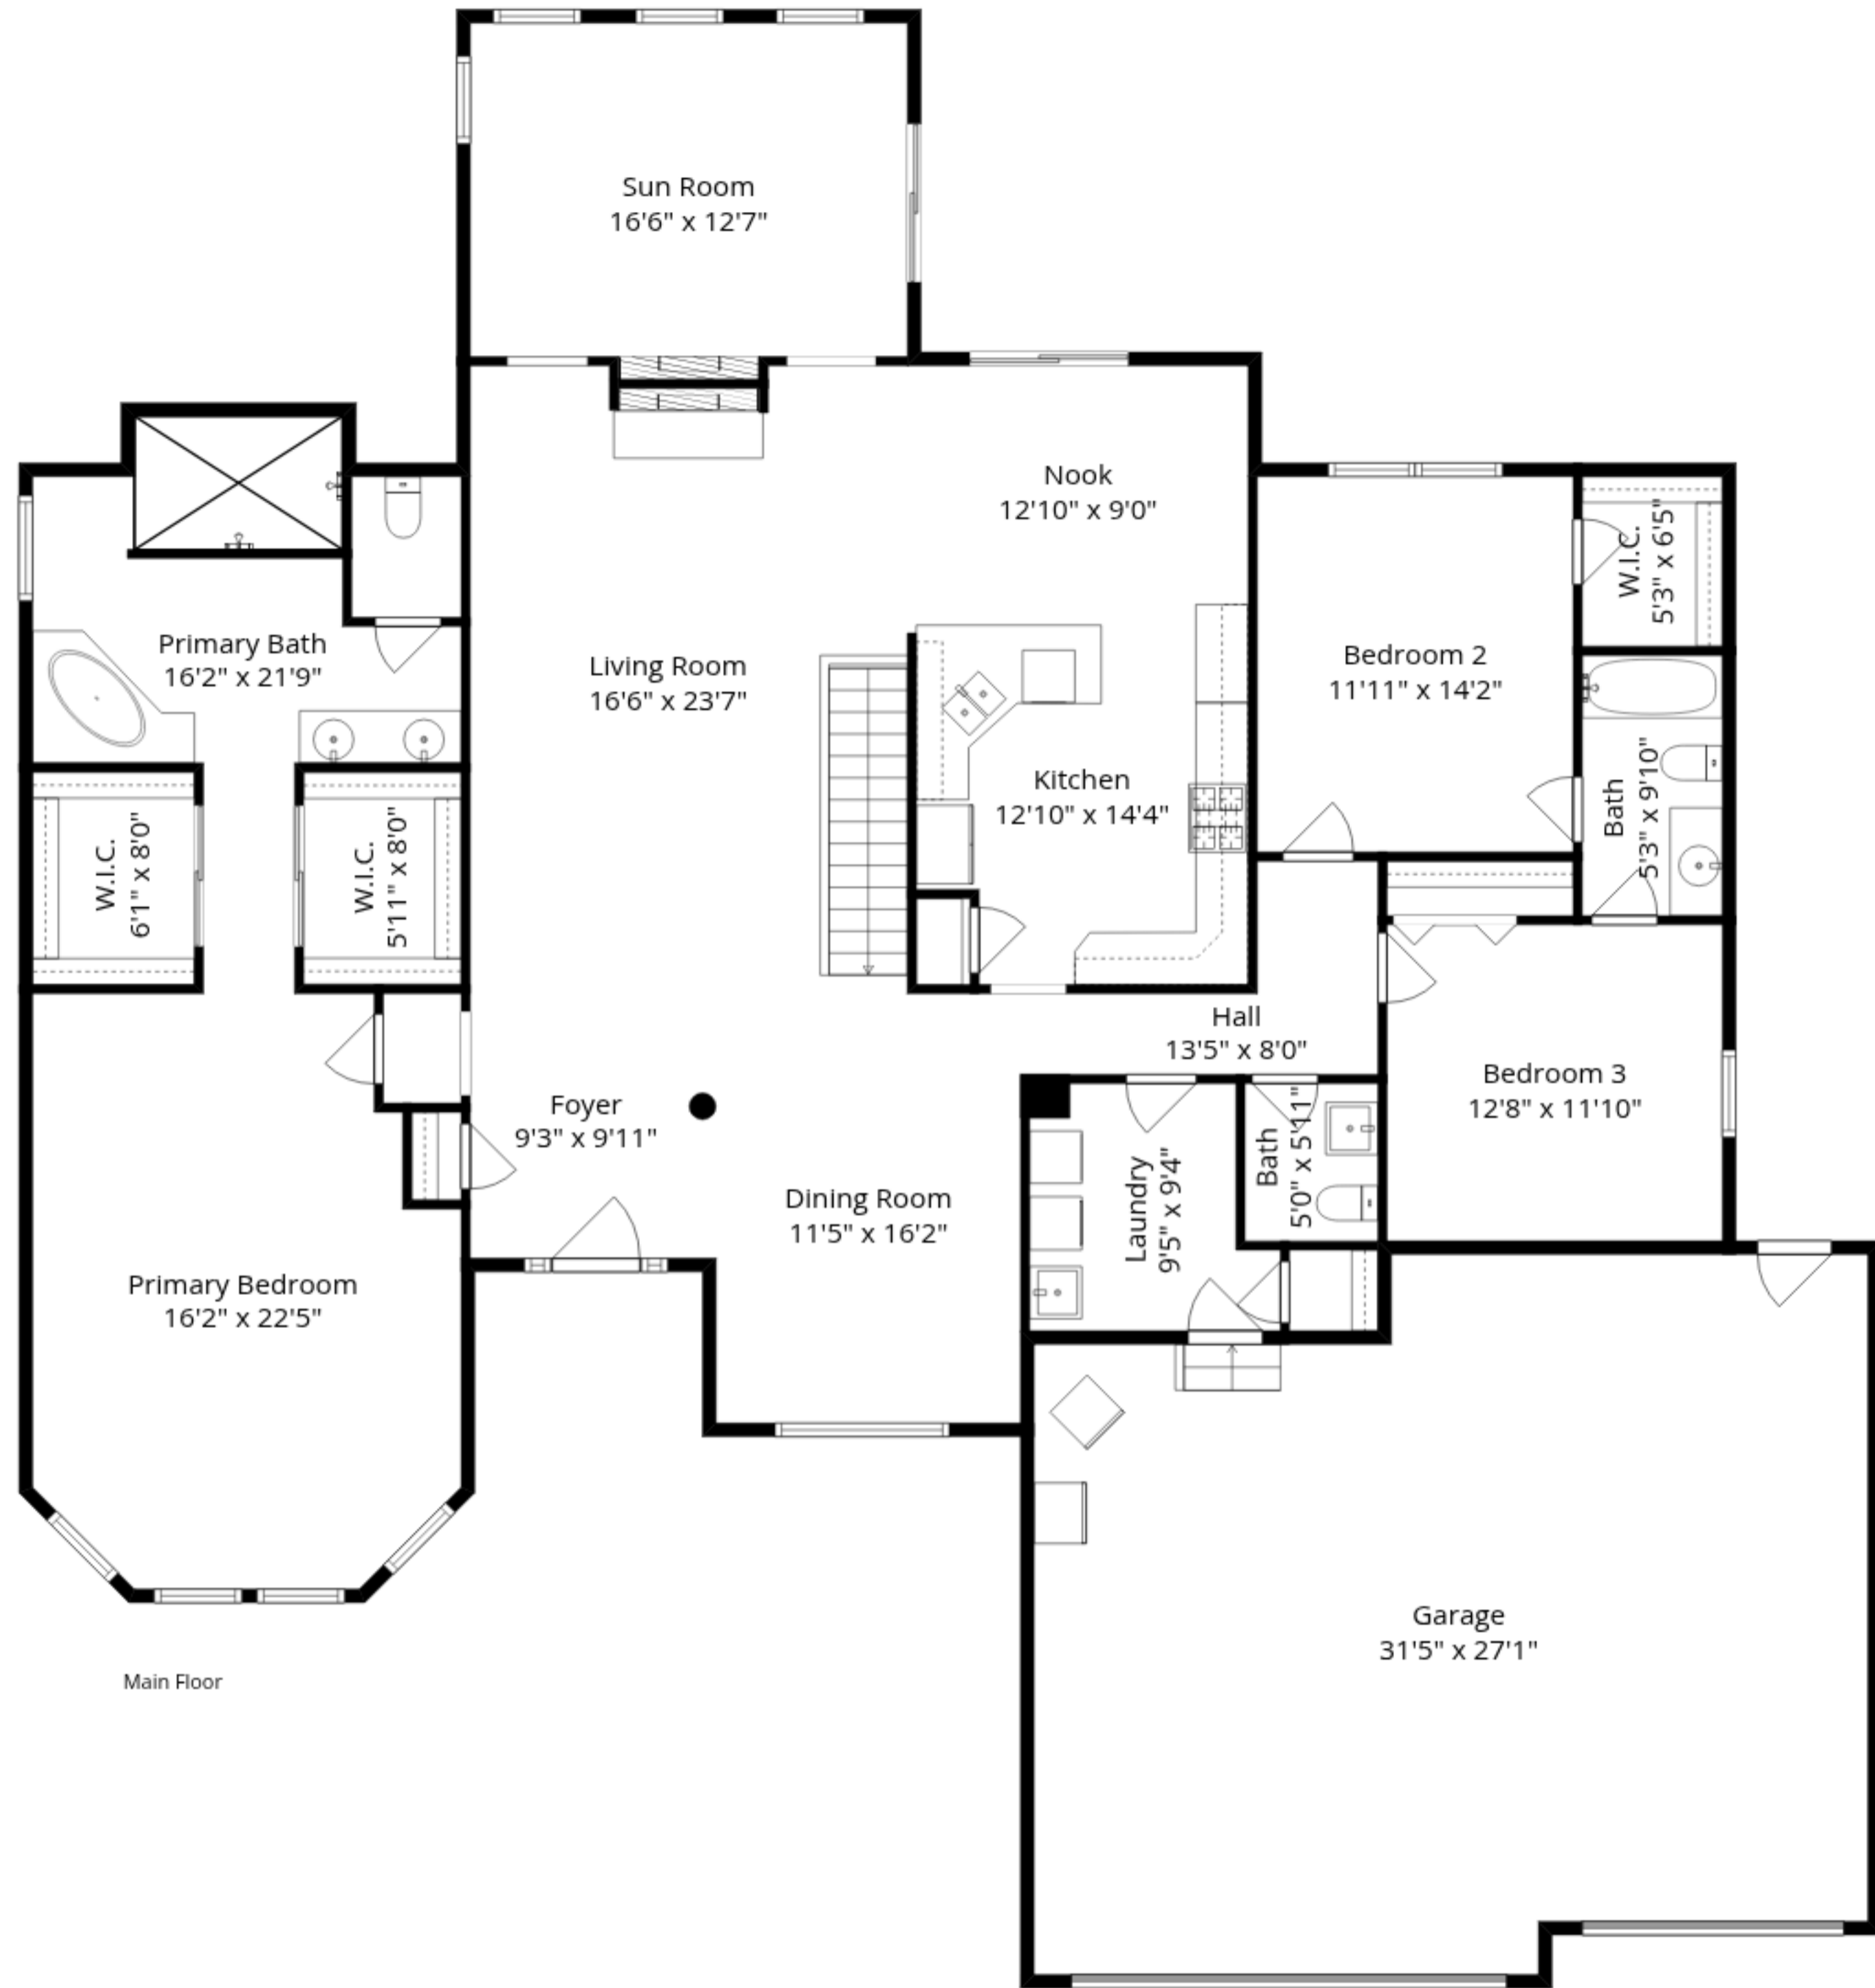 Sun Room
16'6" x 12'7"
Nook
12'10" x 9'0"
W.I.C.
5'3" x 6'5"
Primary Bath
16'2" x 21'9"
Living Room
16'6" x 23'7"
Bedroom 2
11'11" x 14'2"
Kitchen
12'10" x 14'4"
Bath
5'3" x 9'10"
W.I.C.
6'1" x 8'0"
W.I.C.
5'11" x 8'0"
Hall
13'5" x 8'0"
Bedroom 3
12'8" x 11'10"
Foyer
9'3" x 9'11"
Bath
5'0" x 5'11"
Laundry
9'5" x 9'4"
Dining Room
11'5" x 16'2"
Primary Bedroom
16'2" x 22'5"
Garage
31'5" x 27'1"
Main Floor